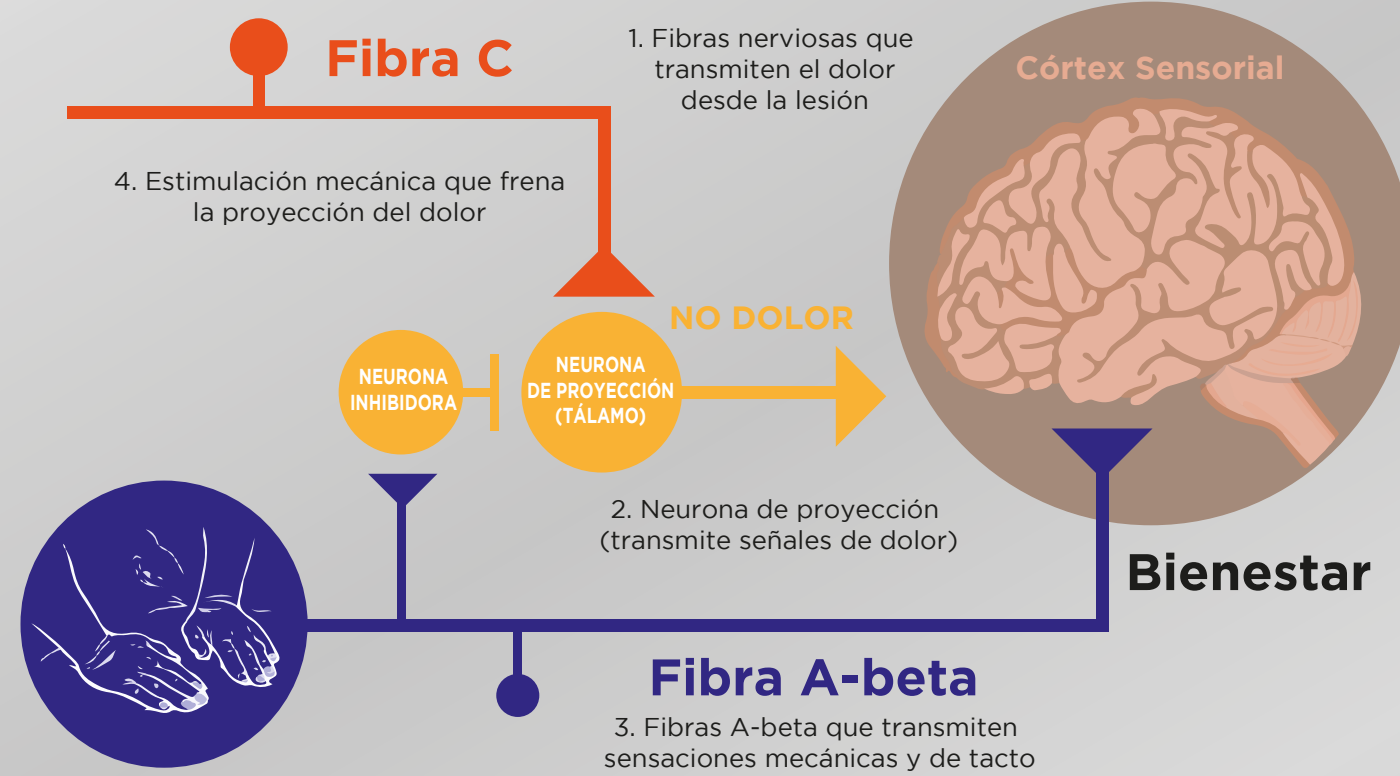 Fibra C
1. Fibras nerviosas que
transmiten el dolor
desde la lesión
Córtex Sensorial
4. Estimulación mecánica que frena
la proyección del dolor
NO DOLOR
NEURONA
INHIBIDORA
NEURONA
DE PROYECCIÓN
(TÁLAMO)
2. Neurona de proyección
(transmite señales de dolor)
Bienestar
Fibra A-beta
3. Fibras A-beta que transmiten
sensaciones mecánicas y de tacto